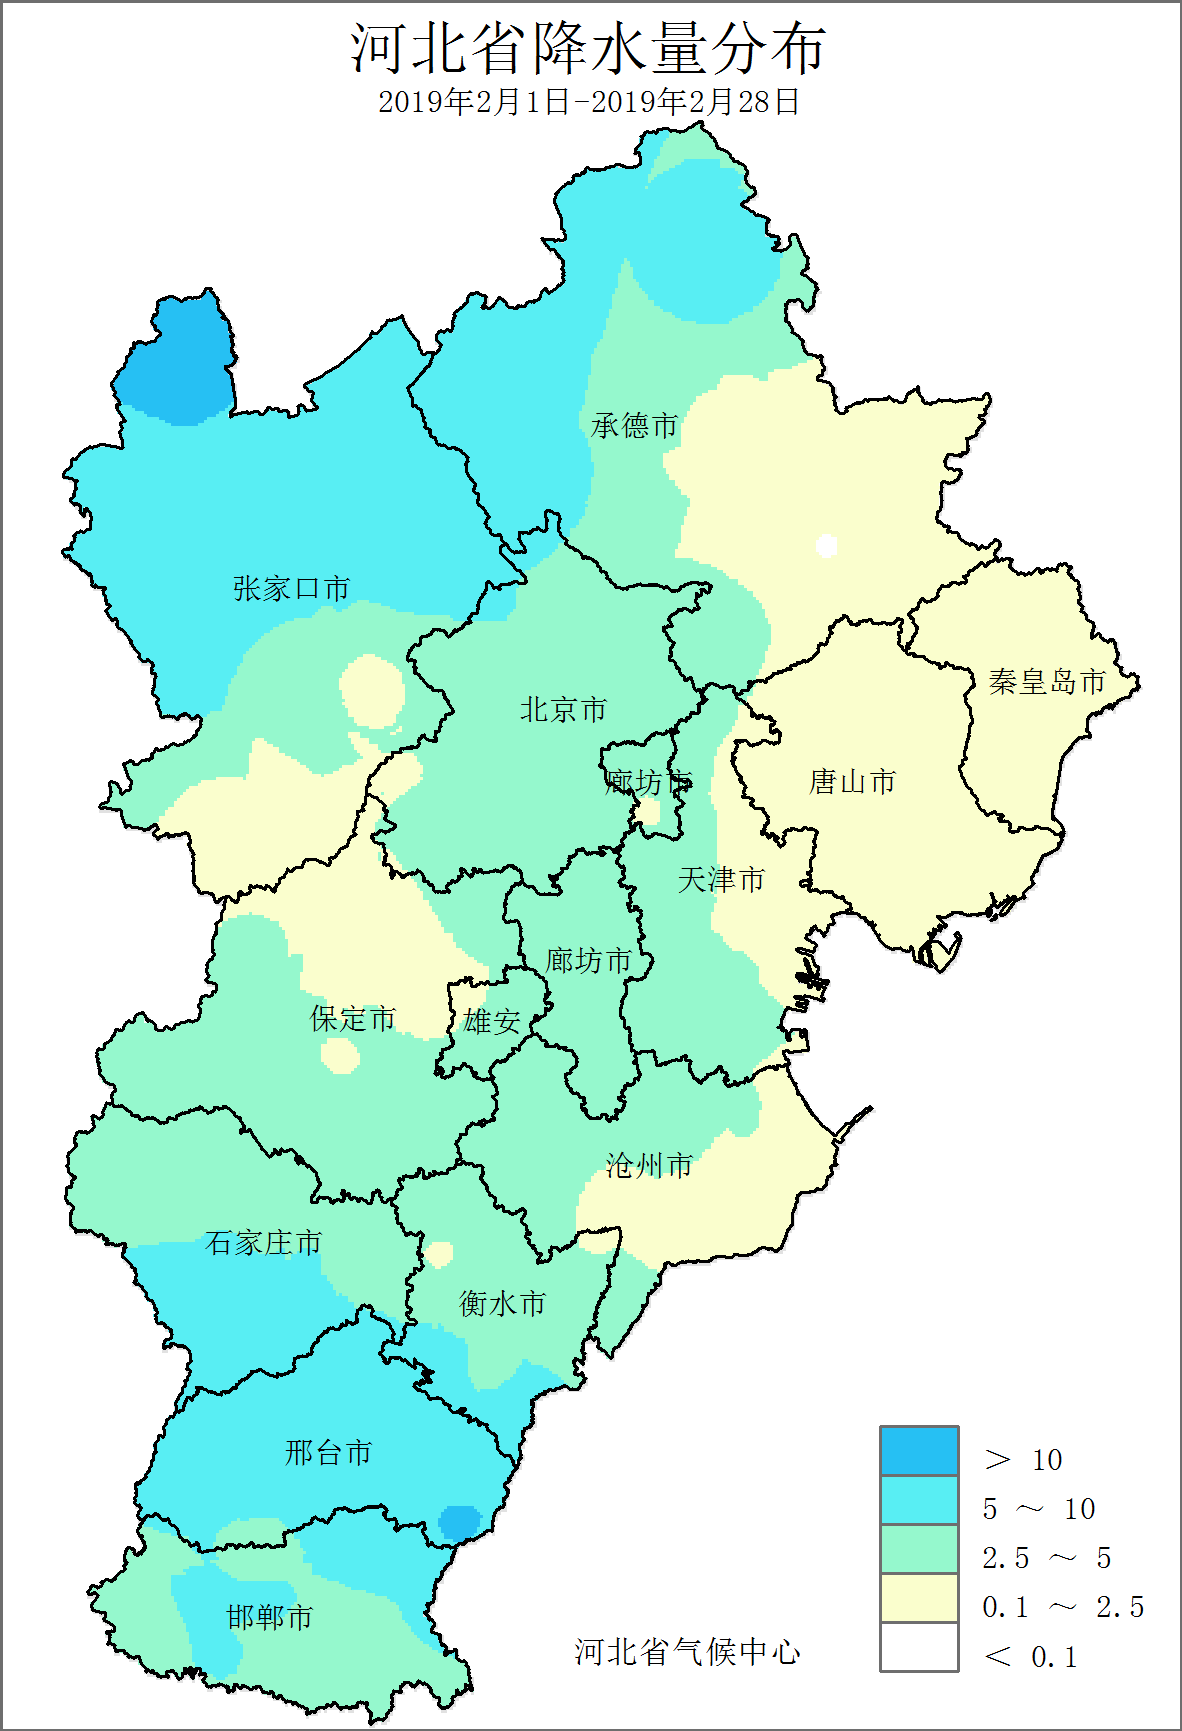 河北省降水量分布
2019年2月1日-2019年2月28日
承德市
张家口市
秦皇岛市
北京市
廊坊市
唐山市
天津市
廊坊市
保定市
雄安
沧州市
石家庄市
衡水市
邢台市
邯郸市
> 10
5 ~ 10
2.5 ~ 5
0.1 ~ 2.5
< 0.1
河北省气候中心